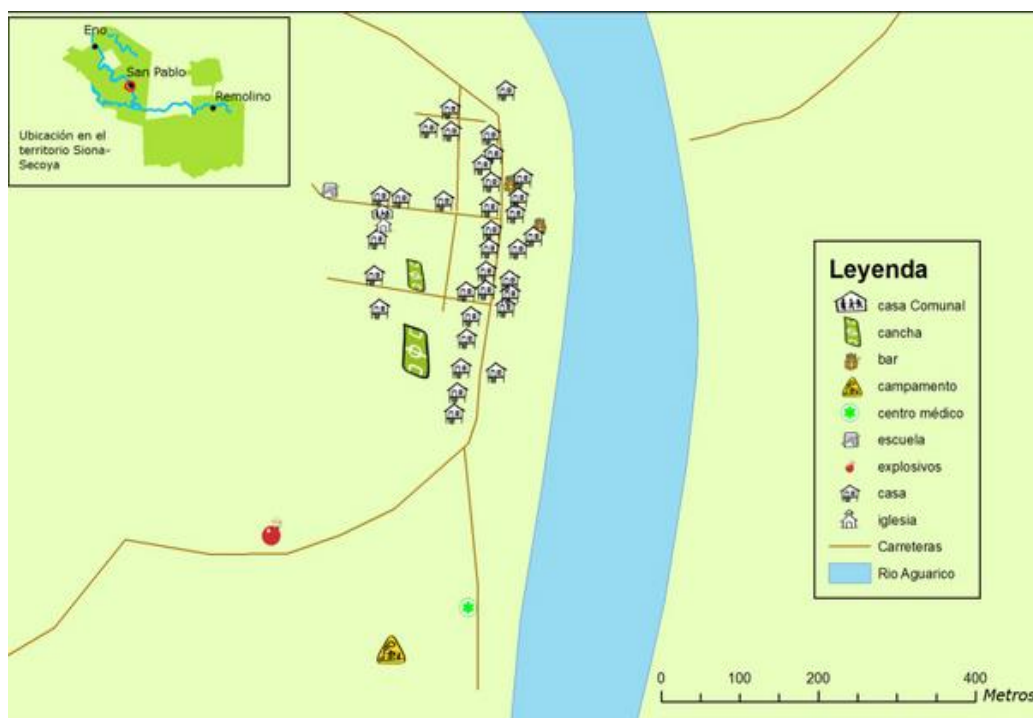 Eno
San Pablo
Remolino
Ubicación en el
territorio Siona-
Secoya
Leyenda
casa Comunal
cancha
bar
campamento
centro médico
escuela
explosivos
casa
iglesia
Carreteras
Rio Aguarico
0 100 200 400
Metros